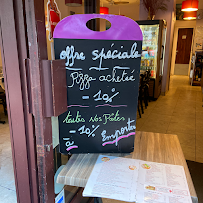 offre spéciale
Pizza achetée
- 10%
toutes nos Pâtes
à - 10%
Emporter